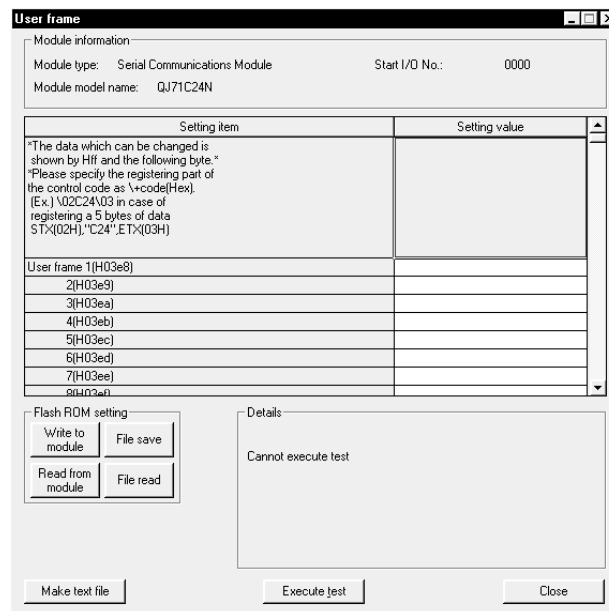 User frame
Module information
Module type: Serial Communications Module Start I/O No.: 0000
Module model name: QJ71C24N
Setting item Setting value
*The data which can be changed is
shown by Hff and the following byte.*
*Please specify the registering part of
the control code as \+code(Hex).
(Ex.) \02C24\03 in case of
registering a 5 bytes of data
STX(02H),"C24",ETX(03H)
User frame 1(H03e8)
2(H03e9)
3(H03ea)
4(H03eb)
5(H03ec)
6(H03ed)
7(H03ee)
8(H03ef)
Flash ROM setting
Write to
module
File save
Read from
module
File read
Details
Cannot execute test
Make text file Execute test Close